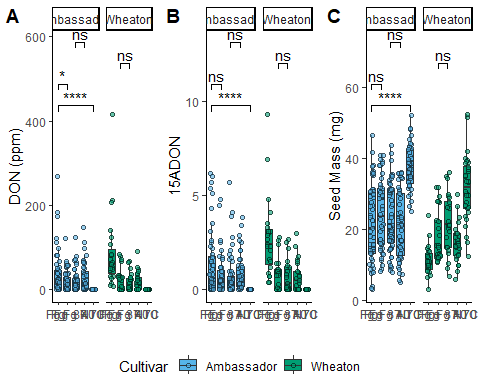 A
mbassad
Wheaton
DON (ppm)
600
400
200
0
ns
*
****
ns
B
mbassad
Wheaton
15ADON
10
5
0
ns
ns
****
ns
C
mbassad
Wheaton
Seed Mass (mg)
60
40
20
0
ns
ns
****
ns
Cultivar
Ambassador
Wheaton